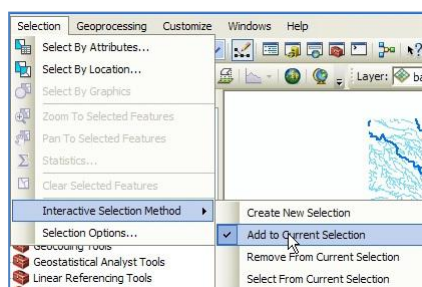 Selection Geoprocessing Customize Windows Help
Select By Attributes...
Select By Location...
Layer: ba
Select By Graphics
Zoom To Selected Features
Pan To Selected Features
Statistics...
Clear Selected Features
Interactive Selection Method
Create New Selection
Selection Options...
Add to Current Selection
Geocoding Tools
Remove From Current Selection
Geostatistical Analyst Tools
Linear Referencing Tools
Select From Current Selection